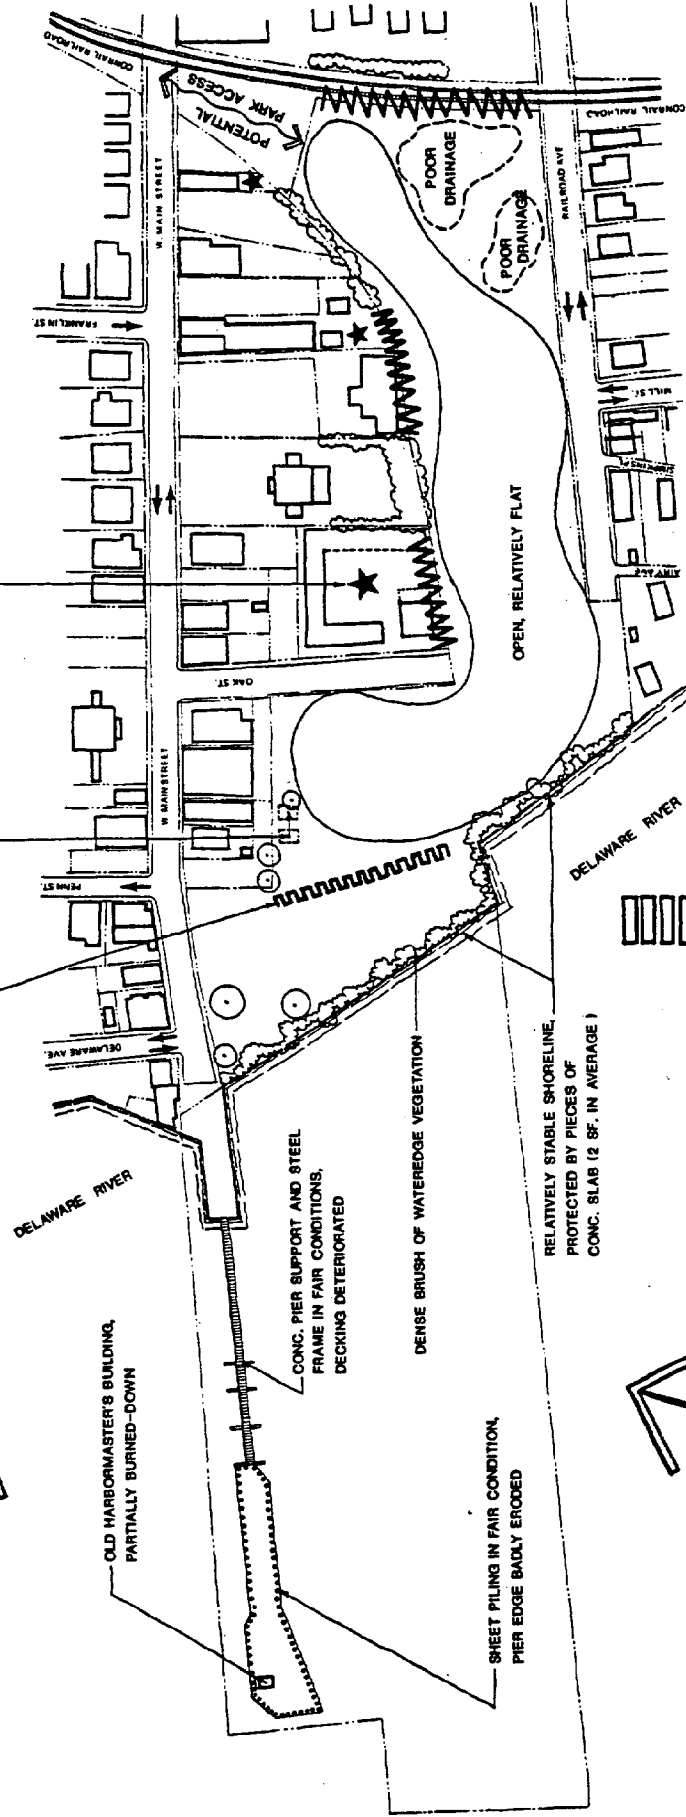 CONRAIL RAILROAD
POTENTIAL
PARK ACCESS
W. MAIN STREET
FRANKLIN ST.
POOR
DRAINAGE
POOR
DRAINAGE
RAILROAD AVE
CONRAIL RAILROAD
MILL ST.
OPEN, RELATIVELY FLAT
OAK ST.
W. MAIN STREET
PENN ST.
DELAWARE AVE.
DELAWARE RIVER
DELAWARE RIVER
OLD HARBORMASTER'S BUILDING,
PARTIALLY BURNED-DOWN
CONC. PIER SUPPORT AND STEEL
FRAME IN FAIR CONDITIONS,
DECKING DETERIORATED
DENSE BRUSH OF WATEREDGE VEGETATION
RELATIVELY STABLE SHORELINE,
PROTECTED BY PIECES OF
CONC. SLAB (2 SF. IN AVERAGE )
SHEET PILING IN FAIR CONDITION,
PIER EDGE BADLY ERODED